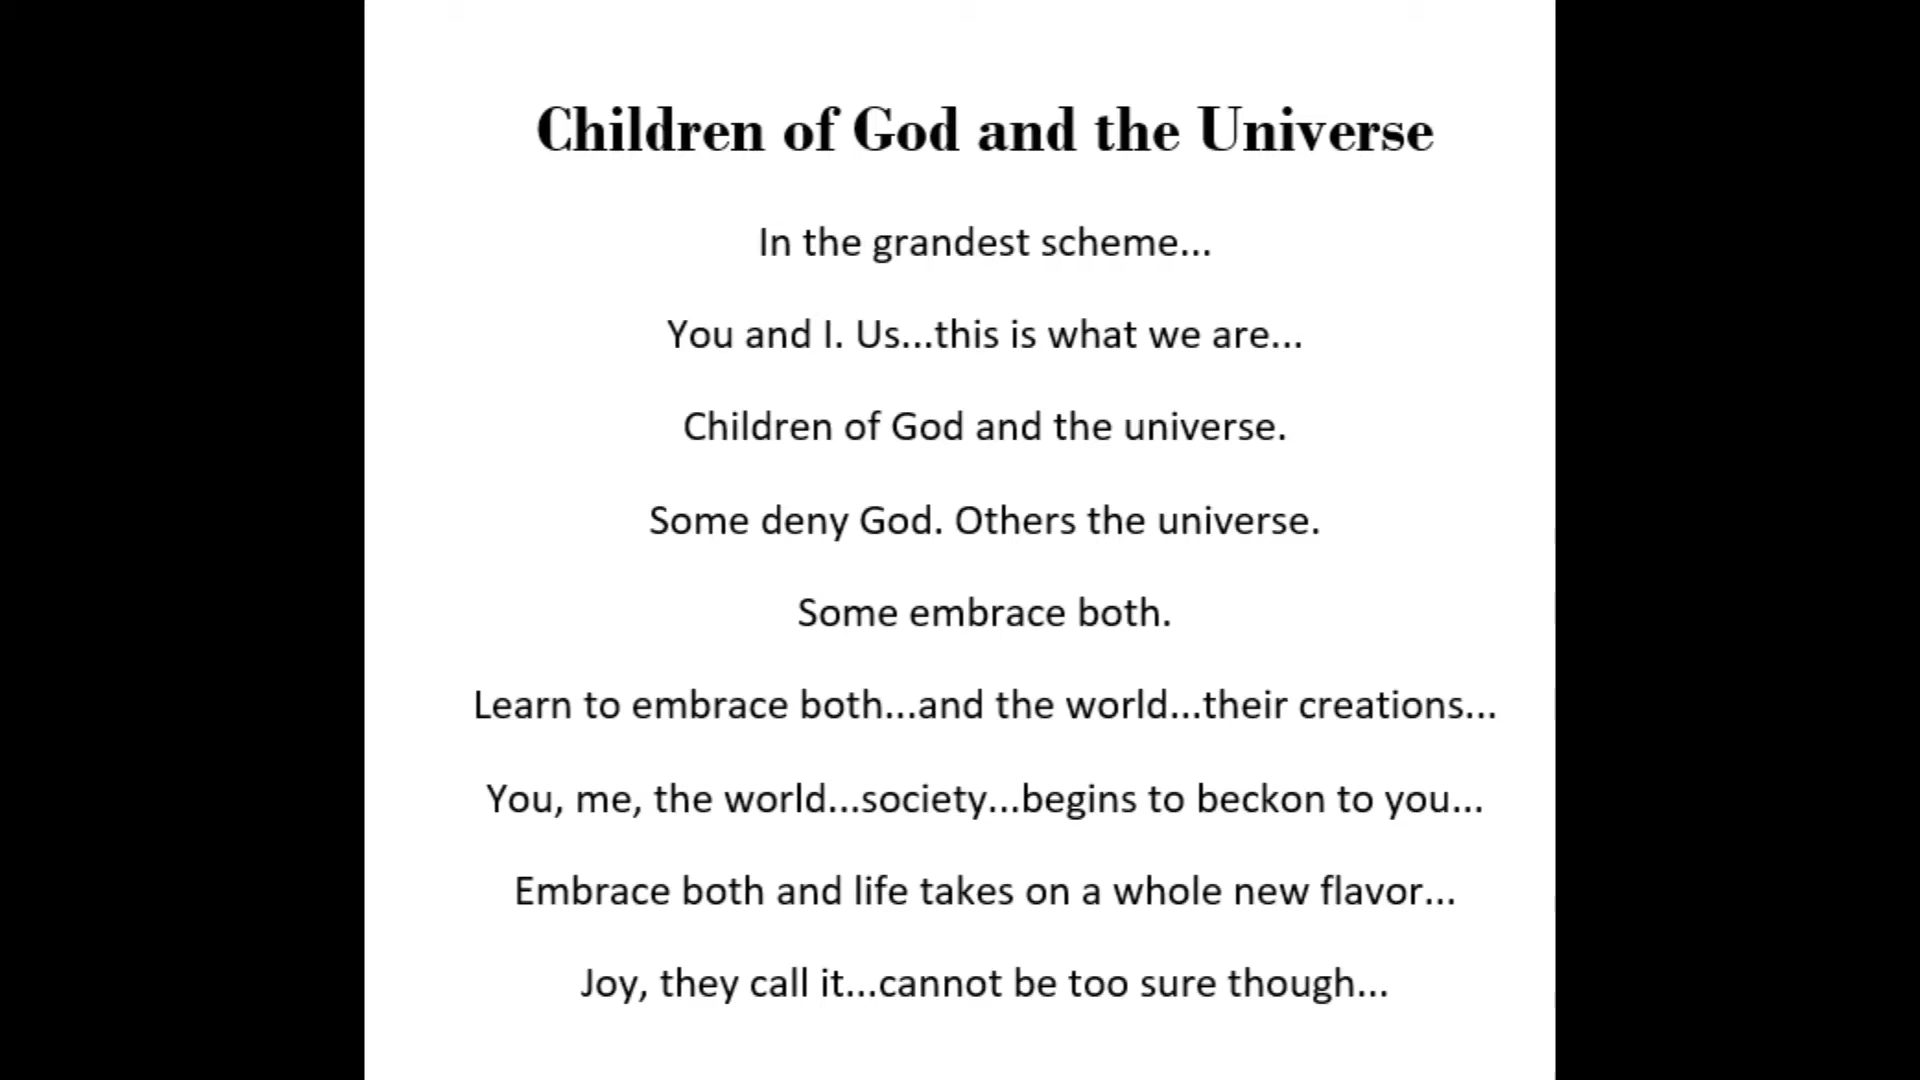 Children of God and the Universe
In the grandest scheme...
You and I. Us...this is what we are...
Children of God and the universe.
Some deny God. Others the universe.
Some embrace both.
Learn to embrace both...and the world...their creations...
You, me, the world...society...begins to beckon to you...
Embrace both and life takes on a whole new flavor...
Joy, they call it...cannot be too sure though...